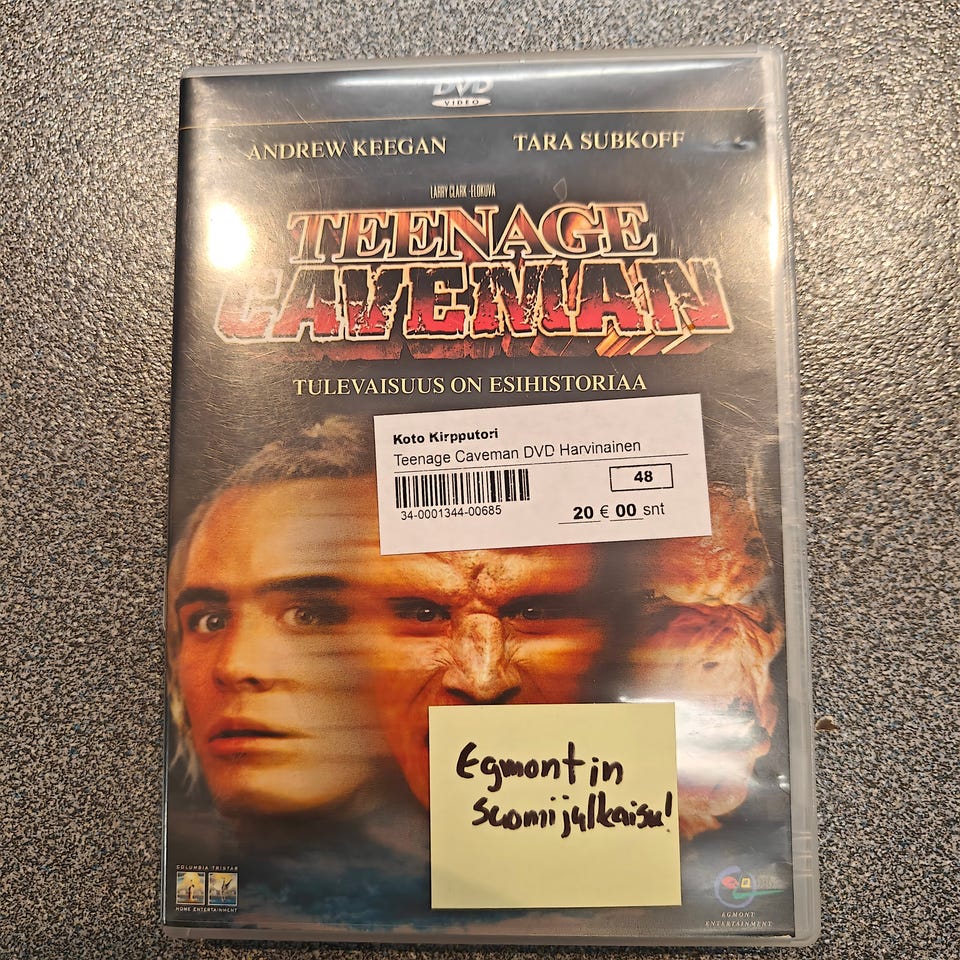 DVD
VIDEO
ANDREW KEEGAN TARA SUBKOFF
LARRY CLARK -ELOKUVA
TEENAGE
CAVEMAN
TULEVAISUUS ON ESIHISTORIAA
Koto Kirpputori
Teenage Caveman DVD Harvinainen
48
34-0001344-00685
20 € 00 snt
Egmontin
suomijulkaisu!
COLUMBIA TRISTAR
HOME ENTERTAINMENT
EGMONT
ENTERTAINMENT